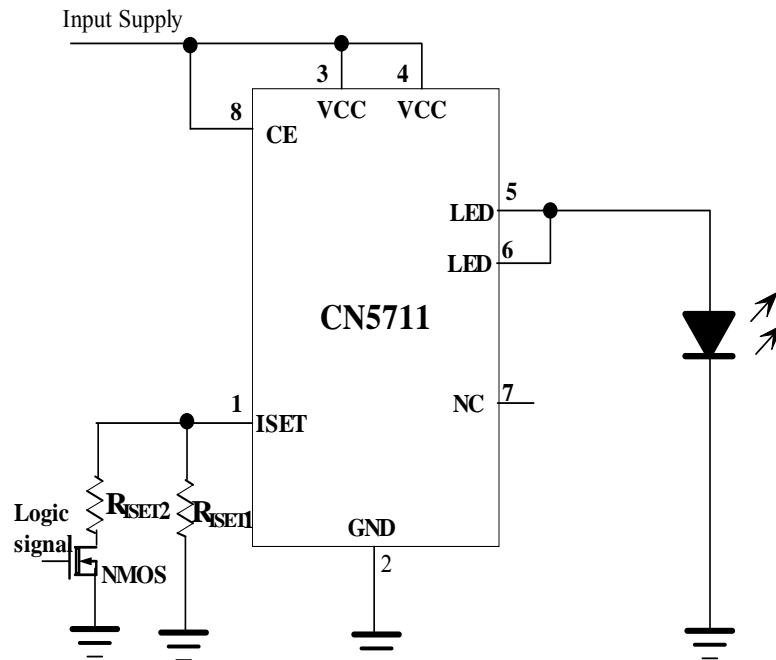 Input Supply
3
4
VCC
VCC
8
CE
5
LED
6
LED
CN5711
7
NC
1
ISET
RISET2
RISET1
Logic
signal
NMOS
GND
2